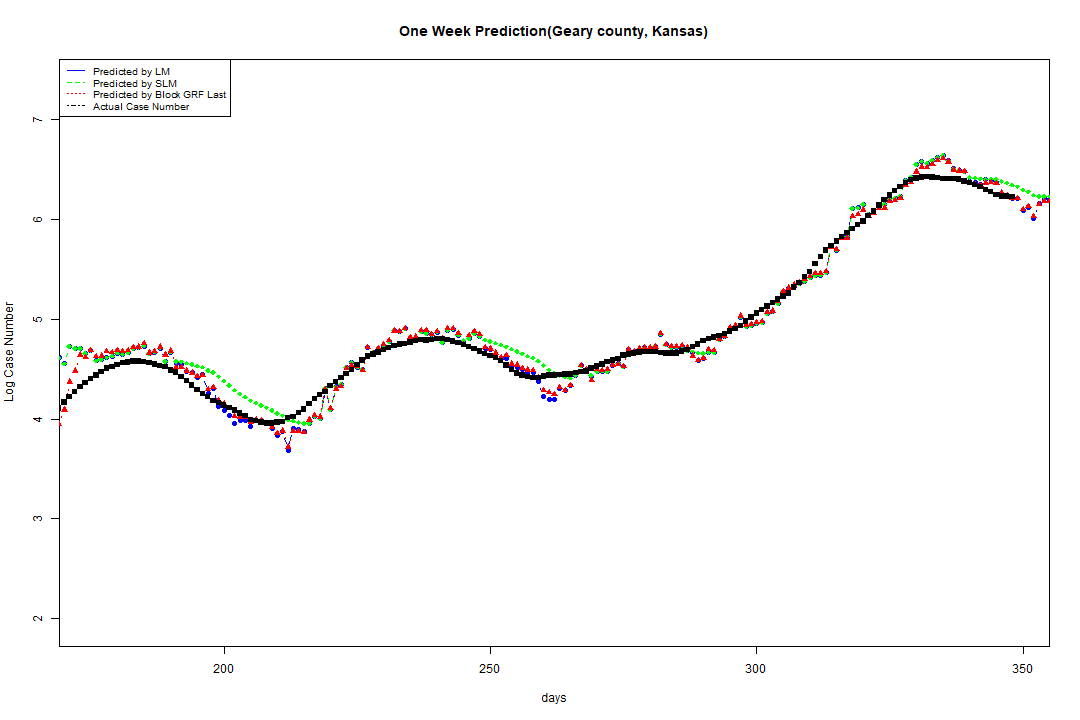 One Week Prediction(Geary county, Kansas)
Predicted by LM
Predicted by SLM
Predicted by Block GRF Last
Actual Case Number
7
6
5
4
3
2
Log Case Number
200 250 300 350
days